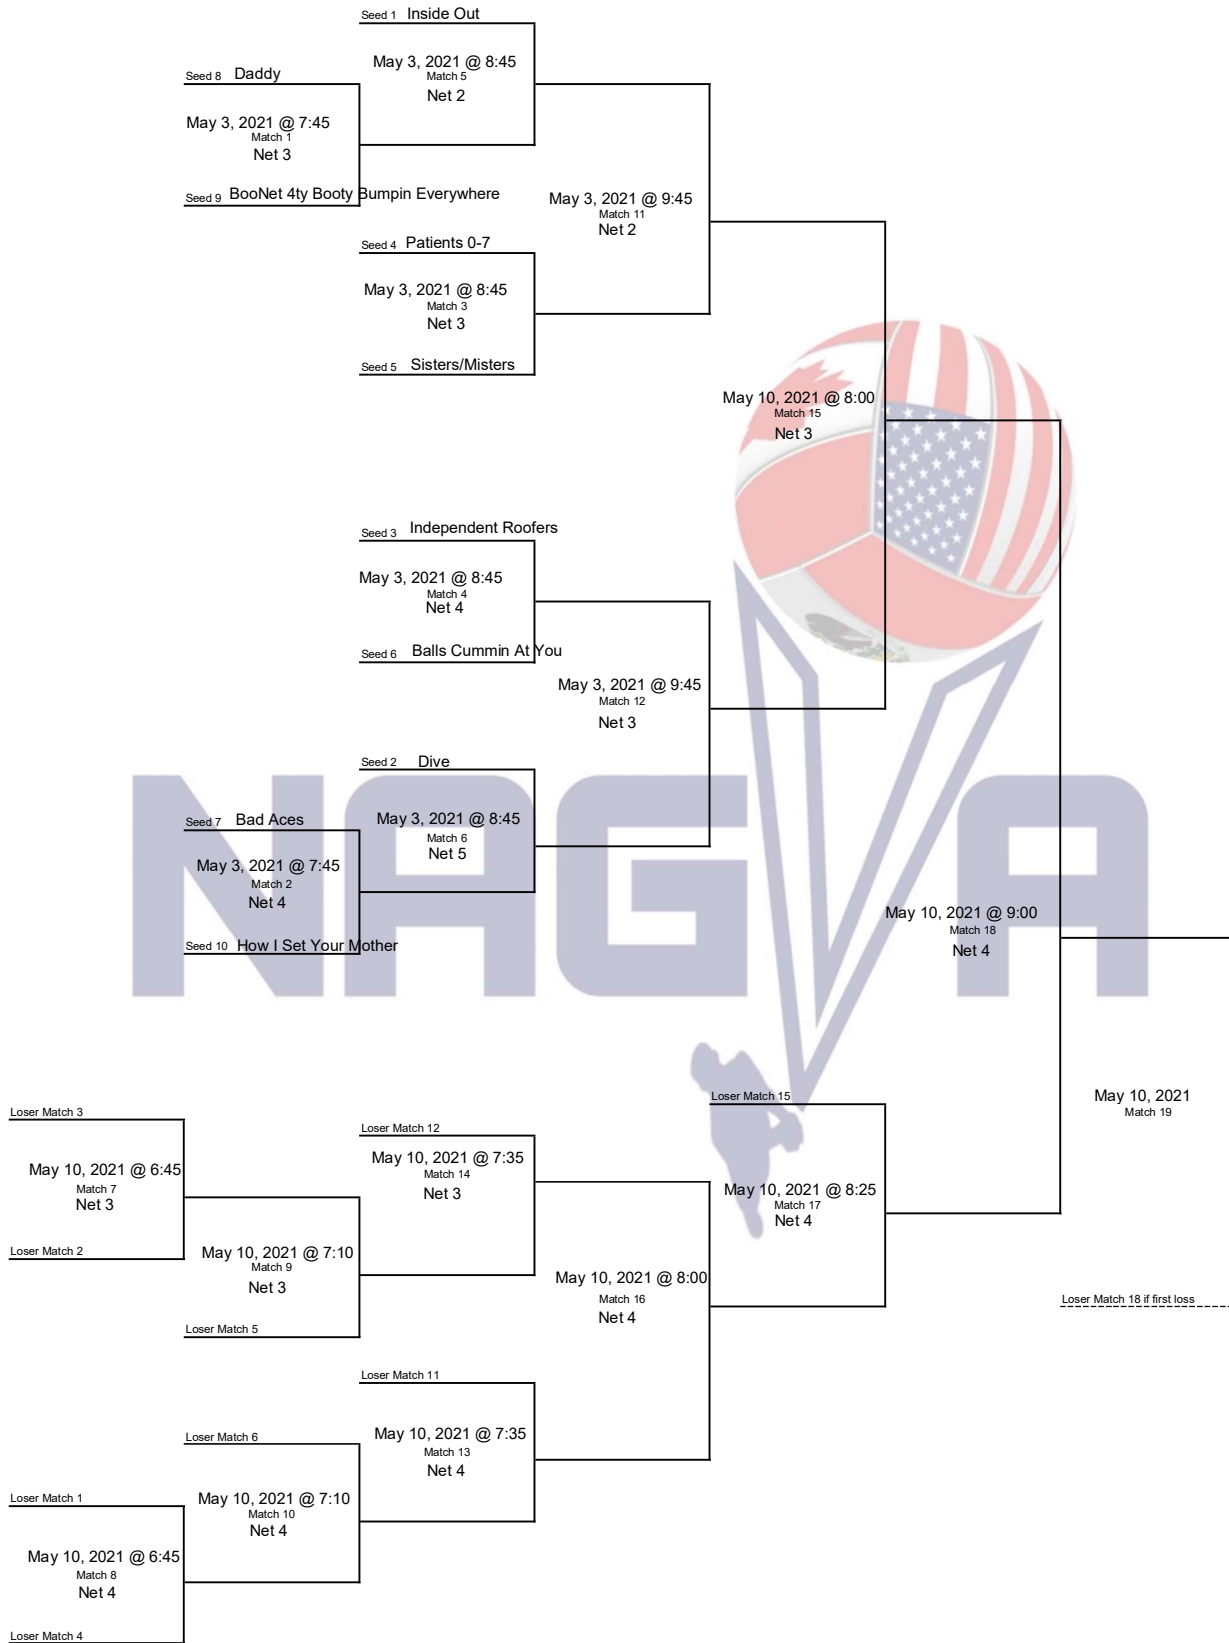 Seed 1 Inside Out
May 3, 2021 @ 8:45
Match 5
Net 2
Seed 8 Daddy
May 3, 2021 @ 7:45
Match 1
Net 3
Seed 9 BooNet 4ty Booty Bumpin Everywhere
May 3, 2021 @ 9:45
Match 11
Net 2
Seed 4 Patients 0-7
May 3, 2021 @ 8:45
Match 3
Net 3
Seed 5 Sisters/Misters
May 10, 2021 @ 8:00
Match 15
Net 3
Seed 3 Independent Roofers
May 3, 2021 @ 8:45
Match 4
Net 4
Seed 6 Balls Cummin At You
May 3, 2021 @ 9:45
Match 12
Net 3
Seed 2 Dive
Seed 7 Bad Aces
May 3, 2021 @ 8:45
Match 6
Net 5
May 3, 2021 @ 7:45
Match 2
Net 4
NAGVA
May 10, 2021 @ 9:00
Match 18
Net 4
Seed 10 How I Set Your Mother
May 10, 2021
Match 19
Loser Match 3
May 10, 2021 @ 6:45
Match 7
Net 3
Loser Match 2
Loser Match 12
May 10, 2021 @ 7:35
Match 14
Net 3
Loser Match 15
May 10, 2021 @ 8:25
Match 17
Net 4
May 10, 2021 @ 7:10
Match 9
Net 3
Loser Match 5
May 10, 2021 @ 8:00
Match 16
Net 4
Loser Match 18 if first loss
Loser Match 11
May 10, 2021 @ 7:35
Match 13
Net 4
Loser Match 6
May 10, 2021 @ 7:10
Match 10
Net 4
Loser Match 1
May 10, 2021 @ 6:45
Match 8
Net 4
Loser Match 4